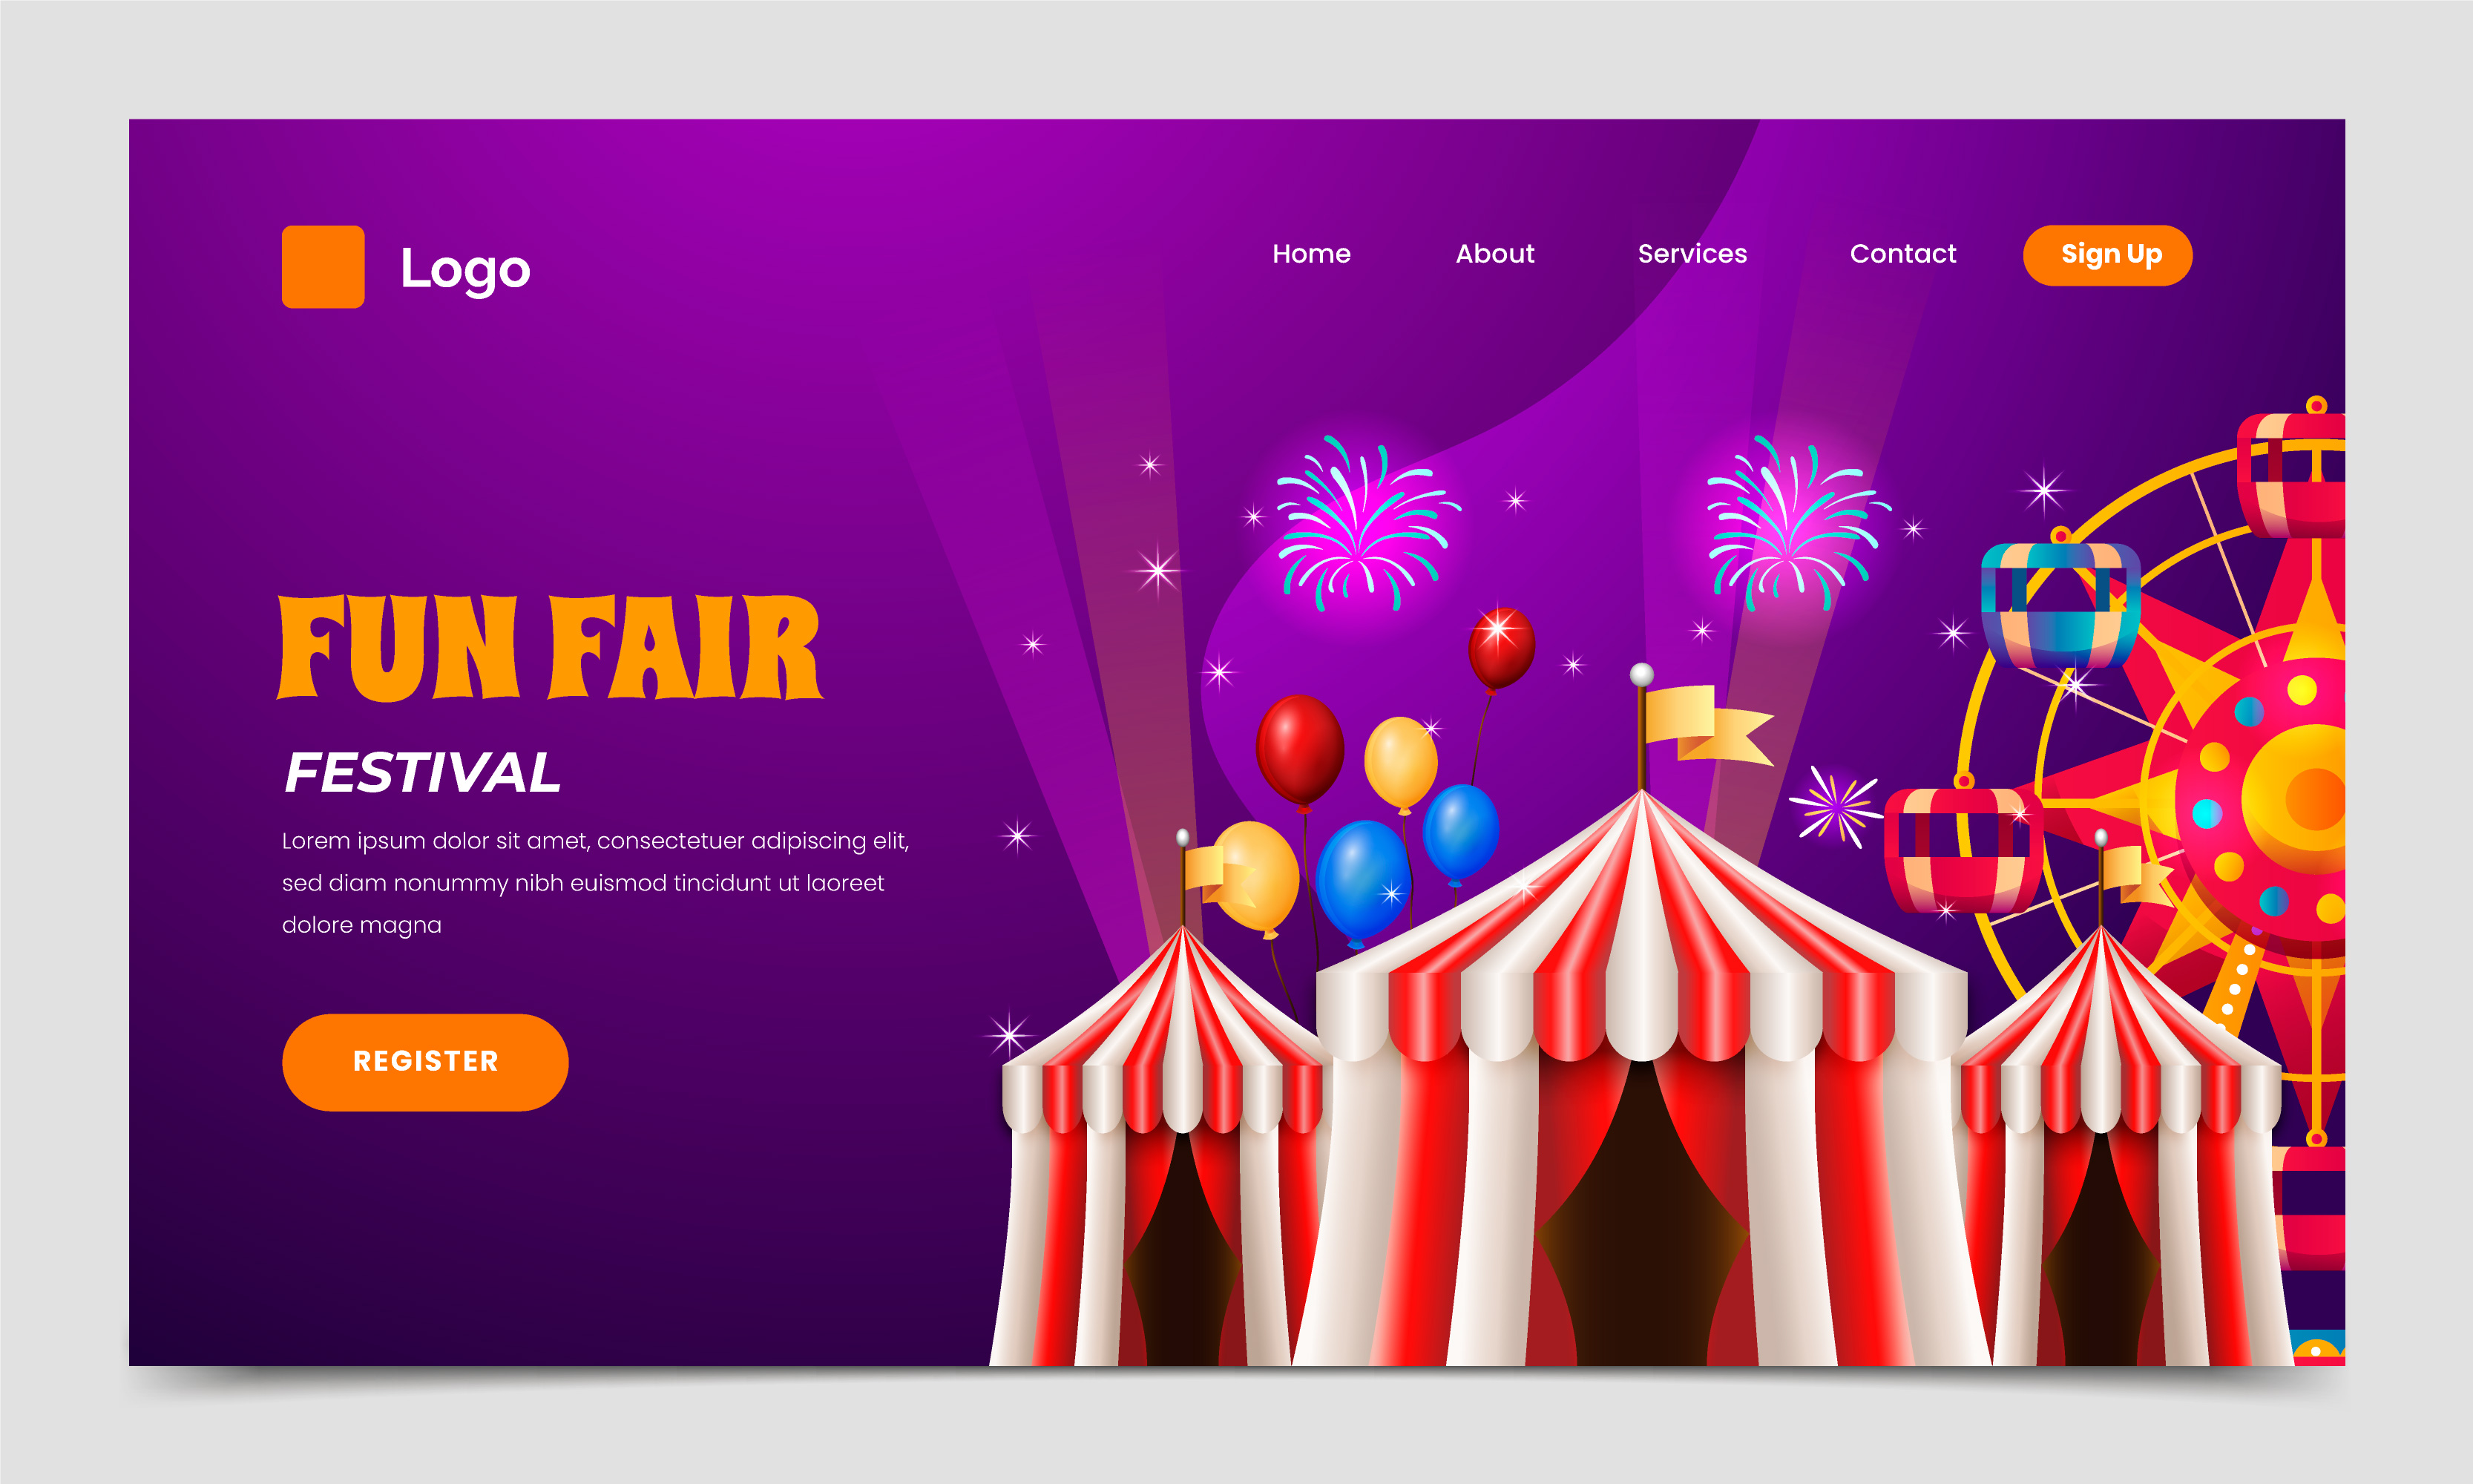 Logo
Home About Services Contact Sign Up
FUN FAIR
FESTIVAL
Lorem ipsum dolor sit amet, consectetuer adipiscing elit,
sed diam nonummy nibh euismod tincidunt ut laoreet
dolore magna
REGISTER